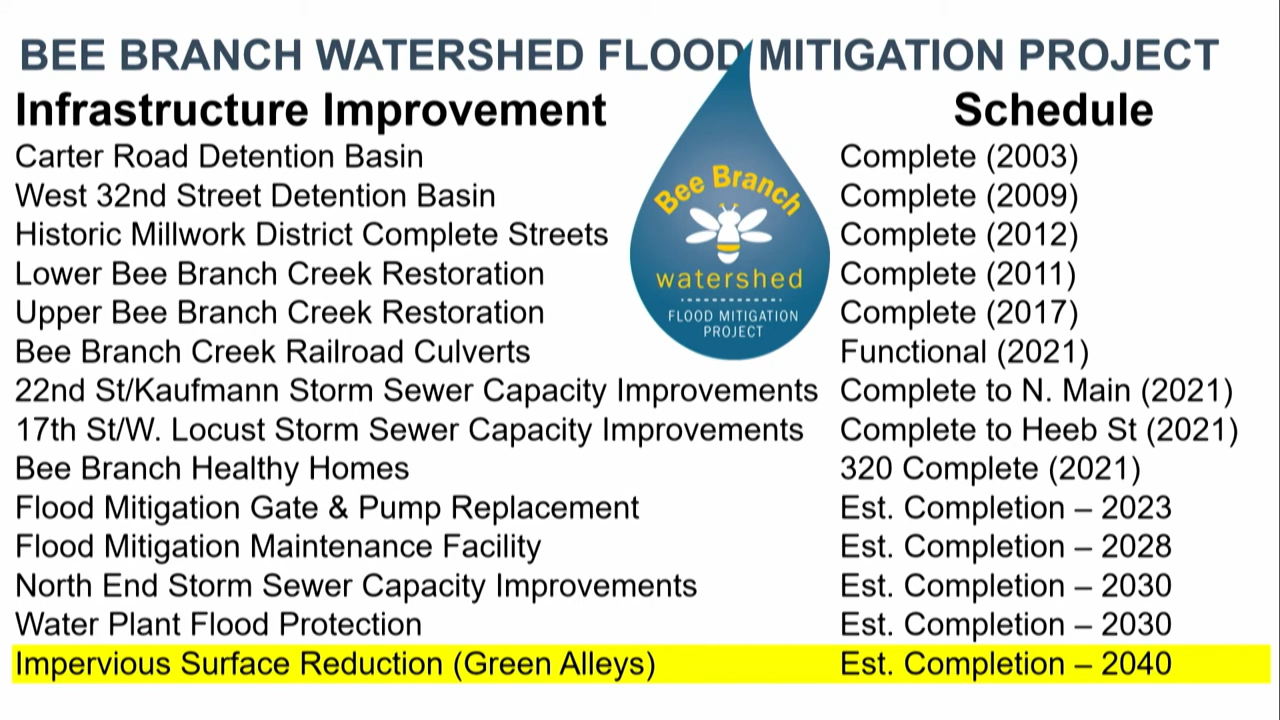 BEE BRANCH WATERSHED FLOOD MITIGATION PROJECT
Infrastructure Improvement Schedule
Carter Road Detention Basin Complete (2003)
West 32nd Street Detention Basin Complete (2009)
Historic Millwork District Complete Streets Complete (2012)
Lower Bee Branch Creek Restoration Complete (2011)
Upper Bee Branch Creek Restoration Complete (2017)
Bee Branch Creek Railroad Culverts Functional (2021)
22nd St/Kaufmann Storm Sewer Capacity Improvements Complete to N. Main (2021)
17th St/W. Locust Storm Sewer Capacity Improvements Complete to Heeb St (2021)
Bee Branch Healthy Homes 320 Complete (2021)
Flood Mitigation Gate & Pump Replacement Est. Completion – 2023
Flood Mitigation Maintenance Facility Est. Completion – 2028
North End Storm Sewer Capacity Improvements Est. Completion – 2030
Water Plant Flood Protection Est. Completion – 2030
Impervious Surface Reduction (Green Alleys) Est. Completion – 2040
Bee Branch
watershed
FLOOD MITIGATION
PROJECT